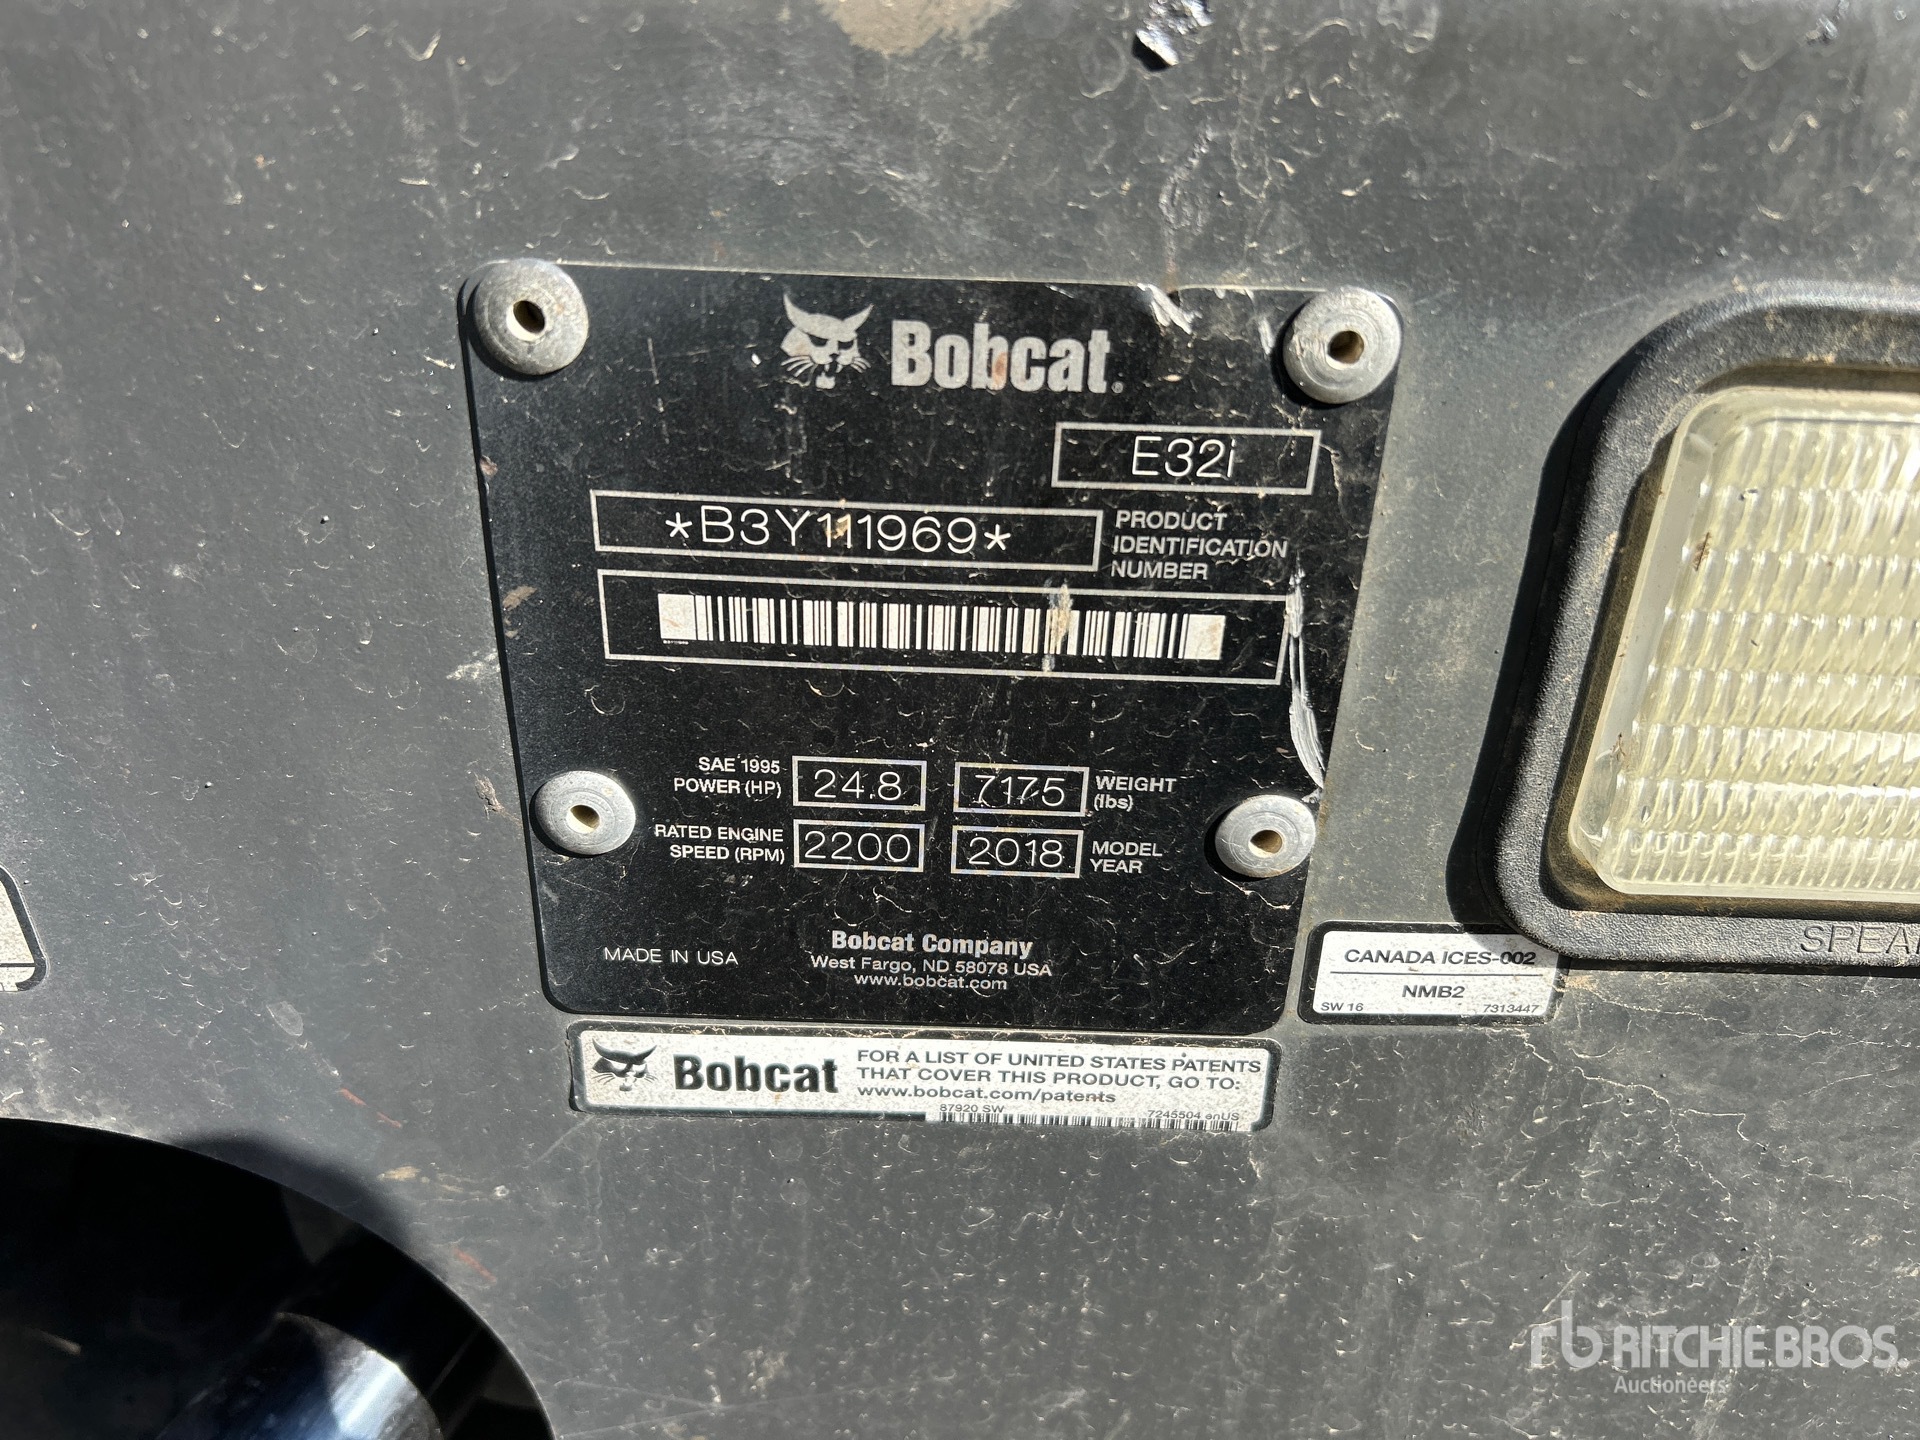 Bobcat.
E32i
*B3Y111969*
PRODUCT
IDENTIFICATION
NUMBER
SAE 1995
POWER (HP)
24.8
7175
WEIGHT
(lbs)
RATED ENGINE
SPEED (RPM)
2200
2018
MODEL
YEAR
MADE IN USA
Bobcat Company
West Fargo, ND 58078 USA
www.bobcat.com
Bobcat
FOR A LIST OF UNITED STATES PATENTS
THAT COVER THIS PRODUCT, GO TO:
www.bobcat.com/patents
87920 SW
7245504 enUS
CANADA ICES-002
NMB2
SW 16
7313447
rb RITCHIE BROS.
Auctioneers